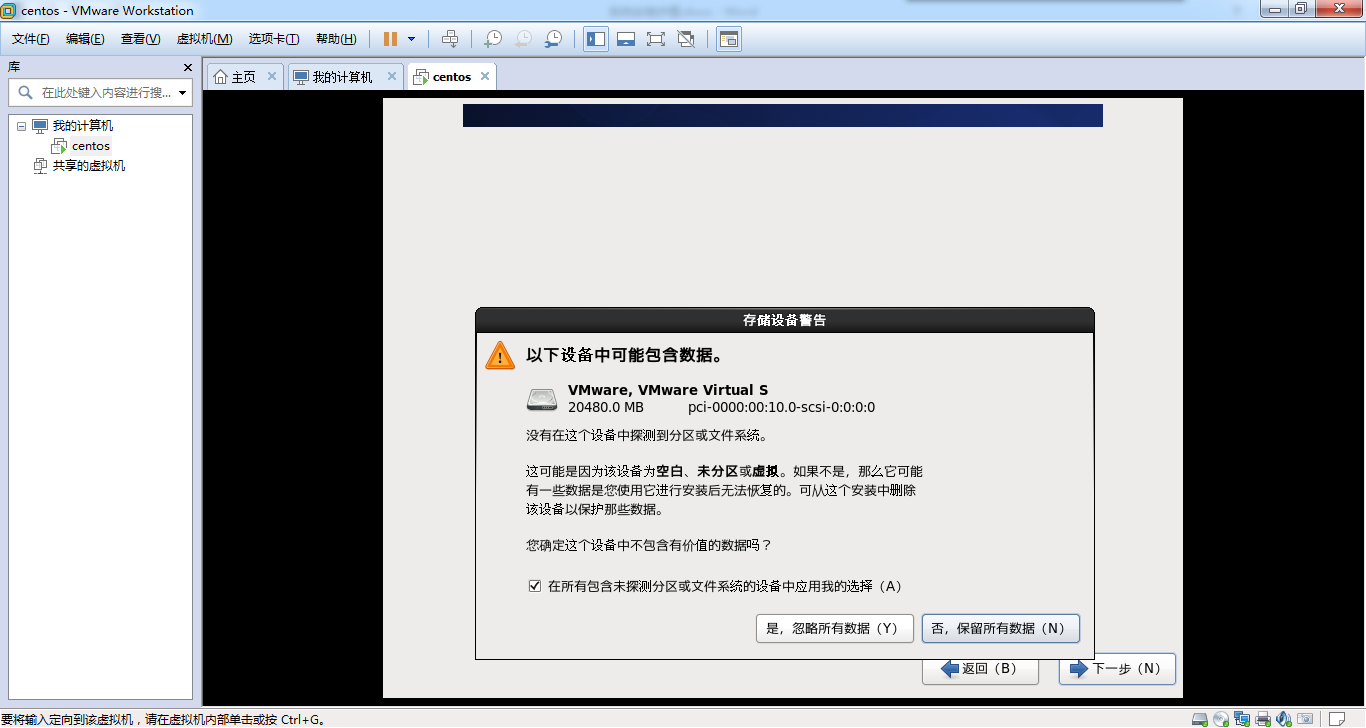 centos - VMware Workstation
文件(F) 编辑(E) 查看(V) 虚拟机(M) 选项卡(T) 帮助(H)
库
在此处键入内容进行搜...
我的计算机
centos
共享的虚拟机
主页 我的计算机 centos
存储设备警告
以下设备中可能包含数据。
VMware, VMware Virtual S
20480.0 MB pci-0000:00:10.0-scsi-0:0:0:0
没有在这个设备中探测到分区或文件系统。
这可能是因为该设备为空白、未分区或虚拟。如果不是，那么它可能
有一些数据是您使用它进行安装后无法恢复的。可从这个安装中删除
该设备以保护那些数据。
您确定这个设备中不包含有价值的数据吗？
在所有包含未探测分区或文件系统的设备中应用我的选择（A）
是，忽略所有数据（Y） 否，保留所有数据（N）
返回（B） 下一步（N）
要将输入定向到该虚拟机，请在虚拟机内部单击或按 Ctrl+G。